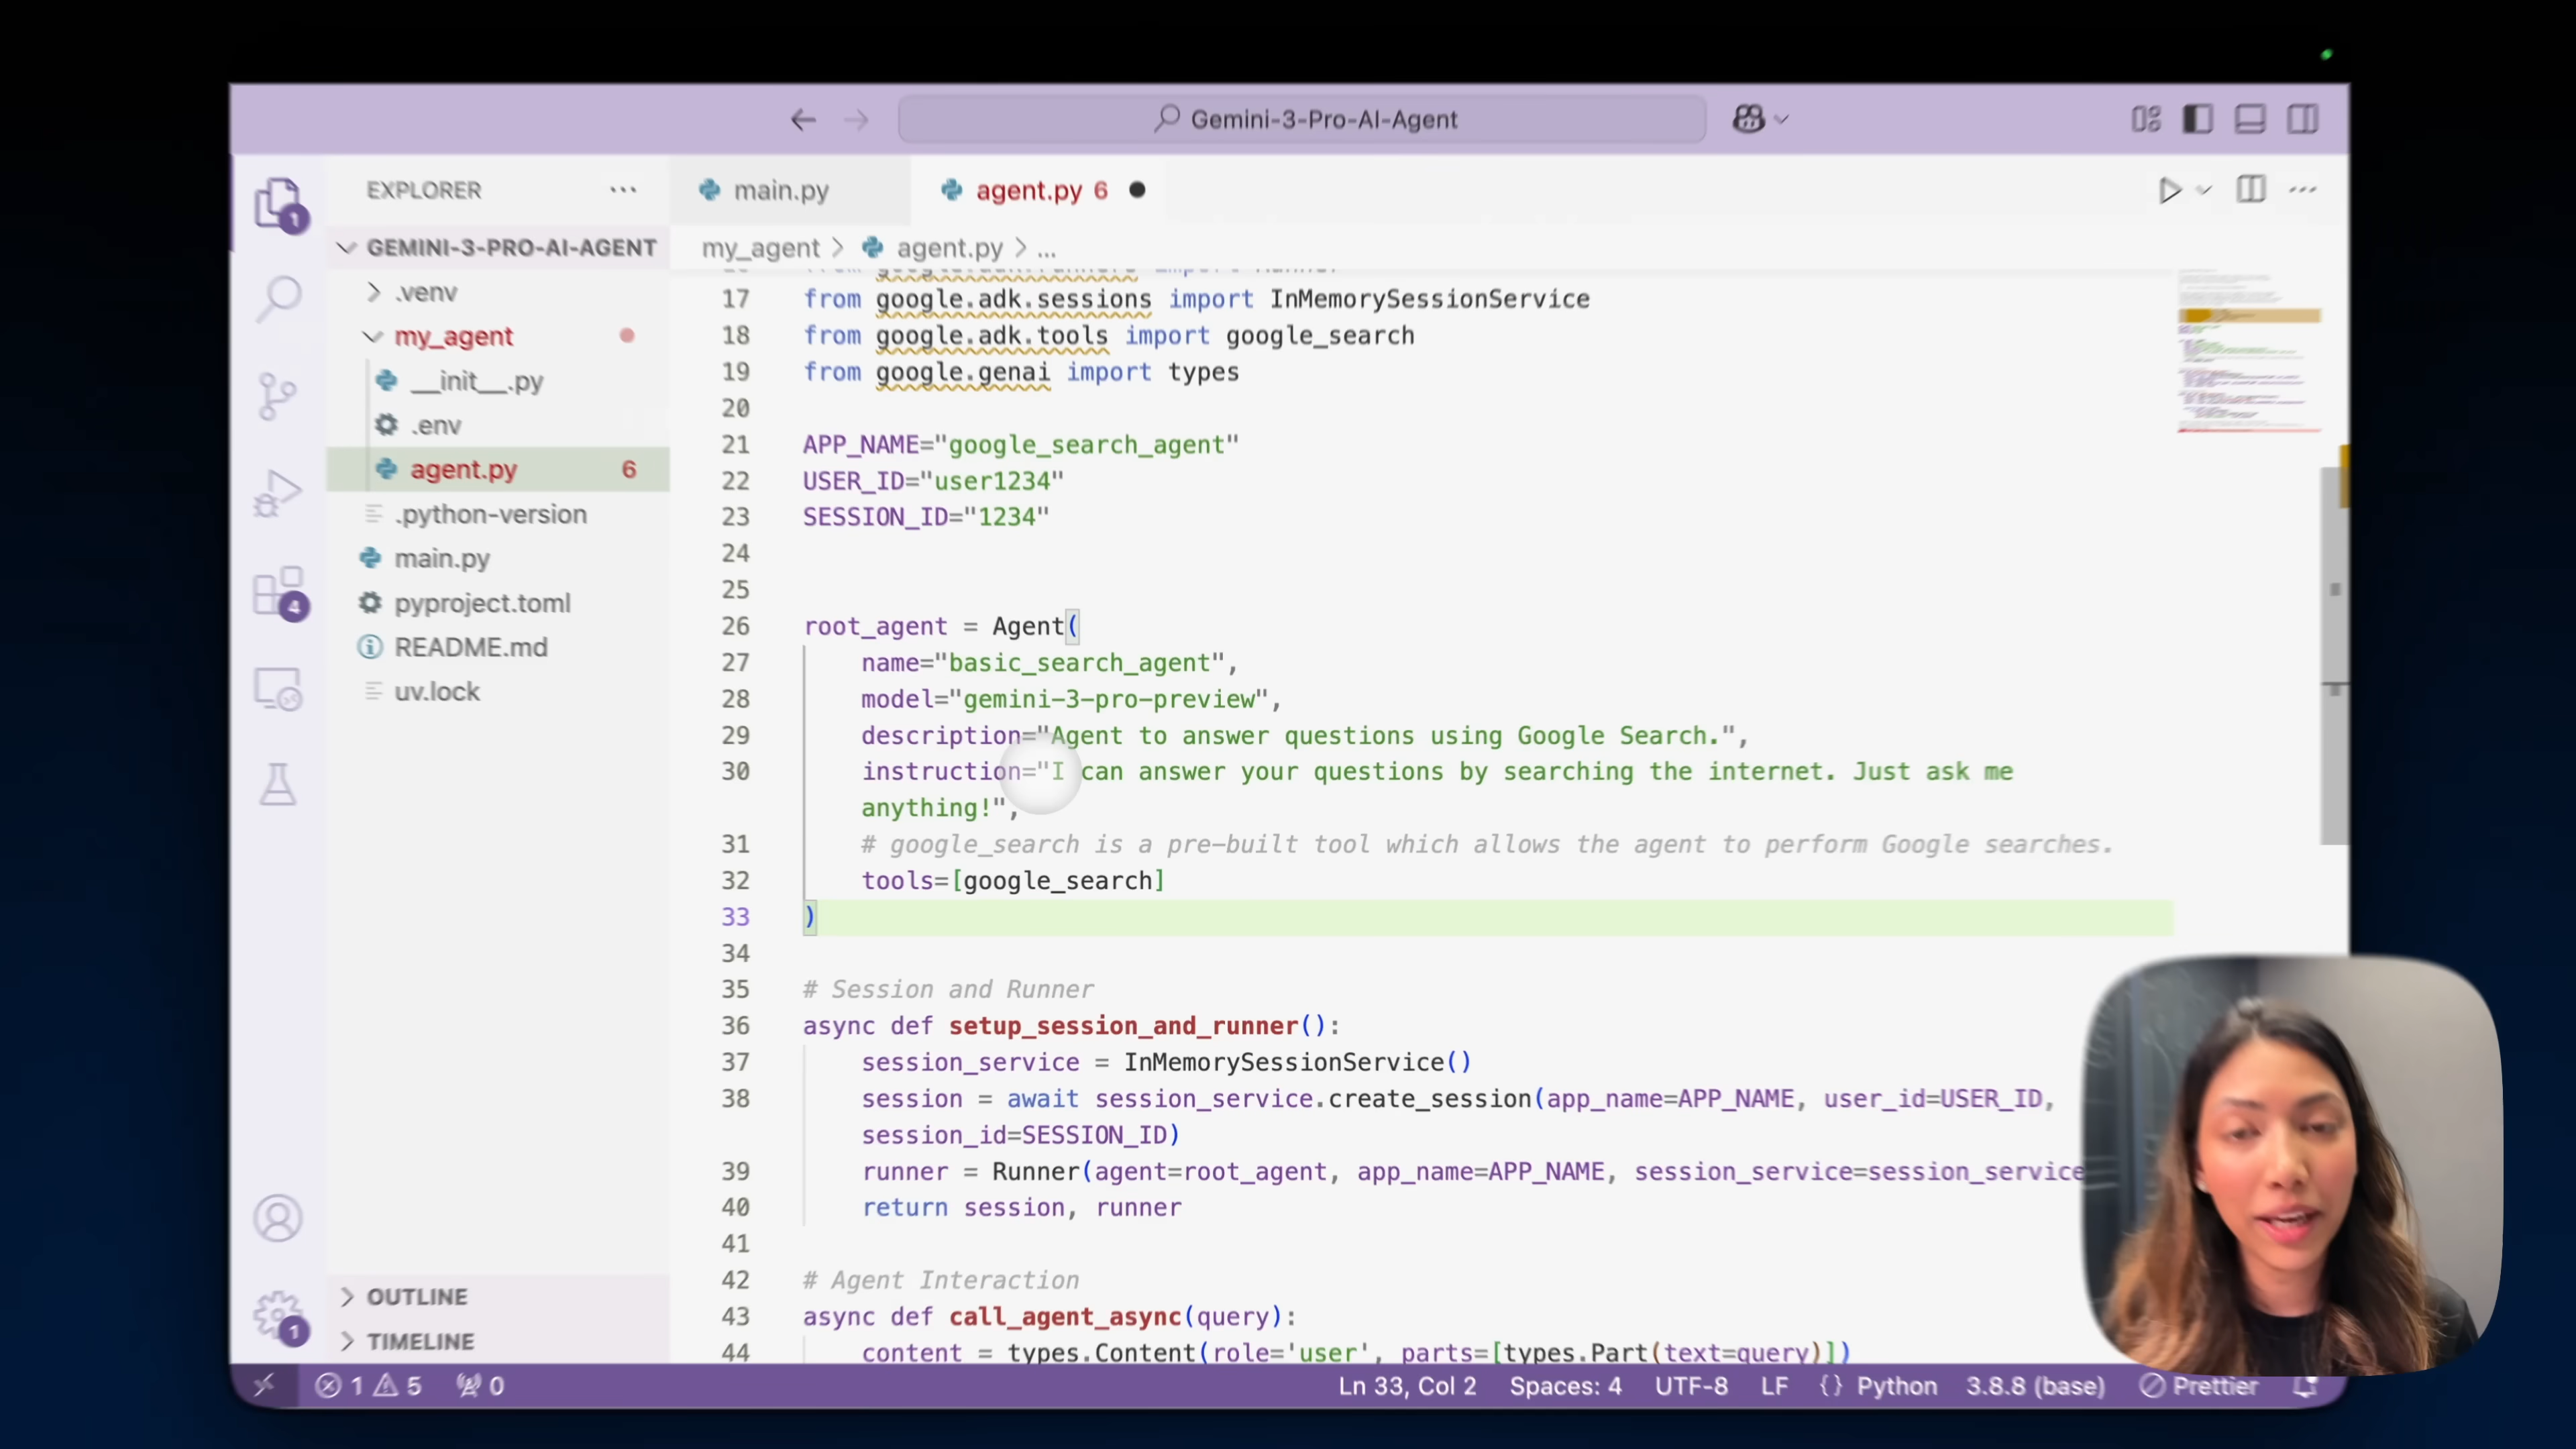 Gemini-3-Pro-AI-Agent
EXPLORER
main.py
agent.py 6
GEMINI-3-PRO-AI-AGENT
my_agent > agent.py > ...
.venv
my_agent
__init__.py
.env
agent.py 6
.python-version
main.py
pyproject.toml
README.md
uv.lock
1
4
1
OUTLINE
TIMELINE
17 from google.adk.sessions import InMemorySessionService
18 from google.adk.tools import google_search
19 from google.genai import types
20
21 APP_NAME="google_search_agent"
22 USER_ID="user1234"
23 SESSION_ID="1234"
24
25
26 root_agent = Agent(
27 name="basic_search_agent",
28 model="gemini-3-pro-preview",
29 description="Agent to answer questions using Google Search.",
30 instruction="I can answer your questions by searching the internet. Just ask me
anything!",
31 # google_search is a pre-built tool which allows the agent to perform Google searches.
32 tools=[google_search]
33 )
34
35 # Session and Runner
36 async def setup_session_and_runner():
37 session_service = InMemorySessionService()
38 session = await session_service.create_session(app_name=APP_NAME, user_id=USER_ID,
session_id=SESSION_ID)
39 runner = Runner(agent=root_agent, app_name=APP_NAME, session_service=session_service
40 return session, runner
41
42 # Agent Interaction
43 async def call_agent_async(query):
44 content = types.Content(role='user', parts=[types.Part(text=query)])
1 5 0
Ln 33, Col 2 Spaces: 4 UTF-8 LF {} Python 3.8.8 (base) Prettier